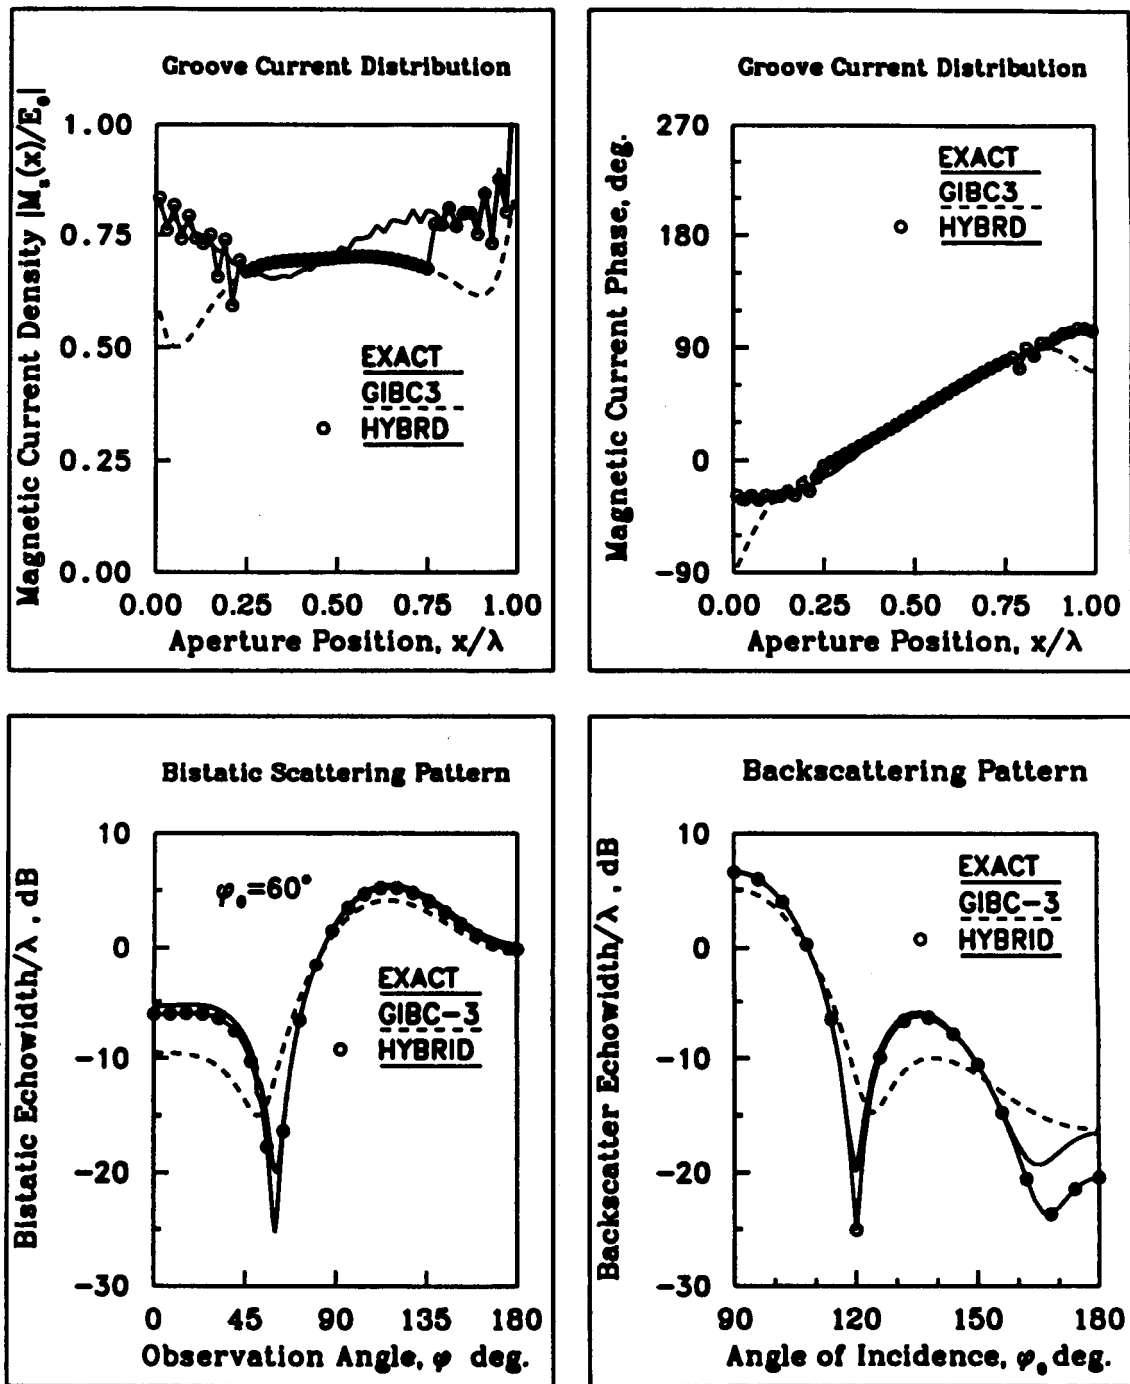 Groove Current Distribution
Magnetic Current Density |M_z(x)/E_0|
1.00
0.75
0.50
0.25
0.00
EXACT
GIBC3
HYBRD
0.00 0.25 0.50 0.75 1.00
Aperture Position, x/λ
Groove Current Distribution
Magnetic Current Phase, deg.
270
180
90
0
−90
EXACT
GIBC3
HYBRD
0.00 0.25 0.50 0.75 1.00
Aperture Position, x/λ
Bistatic Scattering Pattern
Bistatic Echowidth/λ , dB
10
0
−10
−20
−30
φ₀=60°
EXACT
GIBC−3
HYBRID
0 45 90 135 180
Observation Angle, φ deg.
Backscattering Pattern
Backscatter Echowidth/λ , dB
10
0
−10
−20
−30
EXACT
GIBC−3
HYBRID
90 120 150 180
Angle of Incidence, φ₀ deg.